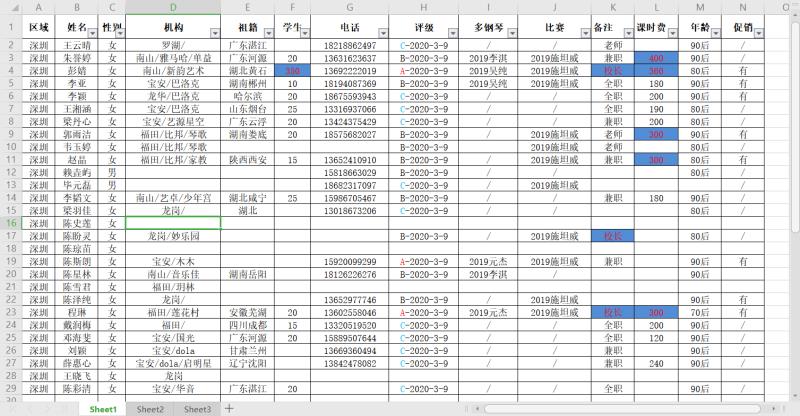 A B C D E F G H I J K L M N O
1 区域 姓名 性别 机构 祖籍 学生 电话 评级 多钢琴 比赛 备注 课时费 年龄 促销
2 深圳 王云晴 女 罗湖/ 广东湛江 18218862497 C-2020-3-9 / / 老师 90后 /
3 深圳 朱誉婷 女 南山/雅马哈/单益 广东河源 20 13631623637 B-2020-3-9 2019李淇 2019施坦威 兼职 400 90后 /
4 深圳 彭婧 女 南山/新韵艺术 湖北黄石 350 13692222019 A-2020-3-9 2019吴纯 2019施坦威 校长 360 80后 有
5 深圳 李亚 女 宝安/巴洛克 湖南郴州 10 18194087369 B-2020-3-9 2019吴纯 2019施坦威 全职 180 90后 有
6 深圳 李颖 女 龙华/巴洛克 哈尔滨 20 18675593943 C-2020-3-9 / / 全职 200 90后 有
7 深圳 王湘涵 女 宝安/巴洛克 山东烟台 25 13316937066 C-2020-3-9 / / 全职 190 80后 /
8 深圳 梁丹心 女 宝安/艺源星空 广东云浮 20 13424375429 C-2020-3-9 / / 兼职 200 80后 /
9 深圳 郭雨洁 女 福田/比邦/琴歌 湖南娄底 20 18575682027 B-2020-3-9 / 2019施坦威 老师 300 90后 有
10 深圳 韦玉婷 女 福田/比邦/琴歌 B-2020-3-9 / 2019施坦威 老师 80后 /
11 深圳 赵晶 女 福田/比邦/家教 陕西西安 15 13652410910 B-2020-3-9 / 2019施坦威 兼职 300 80后 有
12 深圳 赖垚屿 男 15818663029 B-2020-3-9 / / 90后 /
13 深圳 毕元磊 男 18682317097 C-2020-3-9 / 2019施坦威 80后 /
14 深圳 李韬文 女 南山/艺卓/少年宫 湖北咸宁 25 15986705467 B-2020-3-9 / / 兼职 180 90后 /
15 深圳 梁羽佳 女 龙岗/ 湖北 13018673206 C-2020-3-9 / / 80后 /
16 深圳 陈史莲 女
17 深圳 陈盼灵 女 龙岗/妙乐园 B-2020-3-9 / 2019施坦威 校长 80后 /
18 深圳 陈琼苗 女
19 深圳 陈斯朗 女 宝安/木木 15920099299 A-2020-3-9 2019元杰 2019施坦威 兼职 90后 有
20 深圳 陈星林 女 南山/音乐佳 湖南岳阳 18126226276 B-2020-3-9 2019李淇 / 90后 /
21 深圳 陈雪君 女 福田/玥林
22 深圳 陈泽纯 女 龙岗/ 13652977746 B-2020-3-9 / 2019施坦威 90后 有
23 深圳 程琳 女 福田/莲花村 安徽芜湖 20 13602558046 A-2020-3-9 2019元杰 2019施坦威 校长 300 70后 有
24 深圳 戴润梅 女 福田/ 四川成都 15 13320519520 C-2020-3-9 / / 全职 200 90后 /
25 深圳 邓海斐 女 宝安/国光 广东河源 20 15889507644 C-2020-3-9 / / 全职 120 90后 /
26 深圳 刘颖 女 宝安/dola 甘肃兰州 13669360494 C-2020-3-9 / / 兼职 90后 /
27 深圳 薛惠心 女 宝安/dola/启明星 辽宁沈阳 13842478082 C-2020-3-9 / / 兼职 240 90后 /
28 深圳 王晓飞 女 龙岗
29 深圳 陈彩清 女 宝安/华音 广东湛江 20 C-2020-3-9 / / 全职 90后 /
Sheet1 Sheet2 Sheet3 +